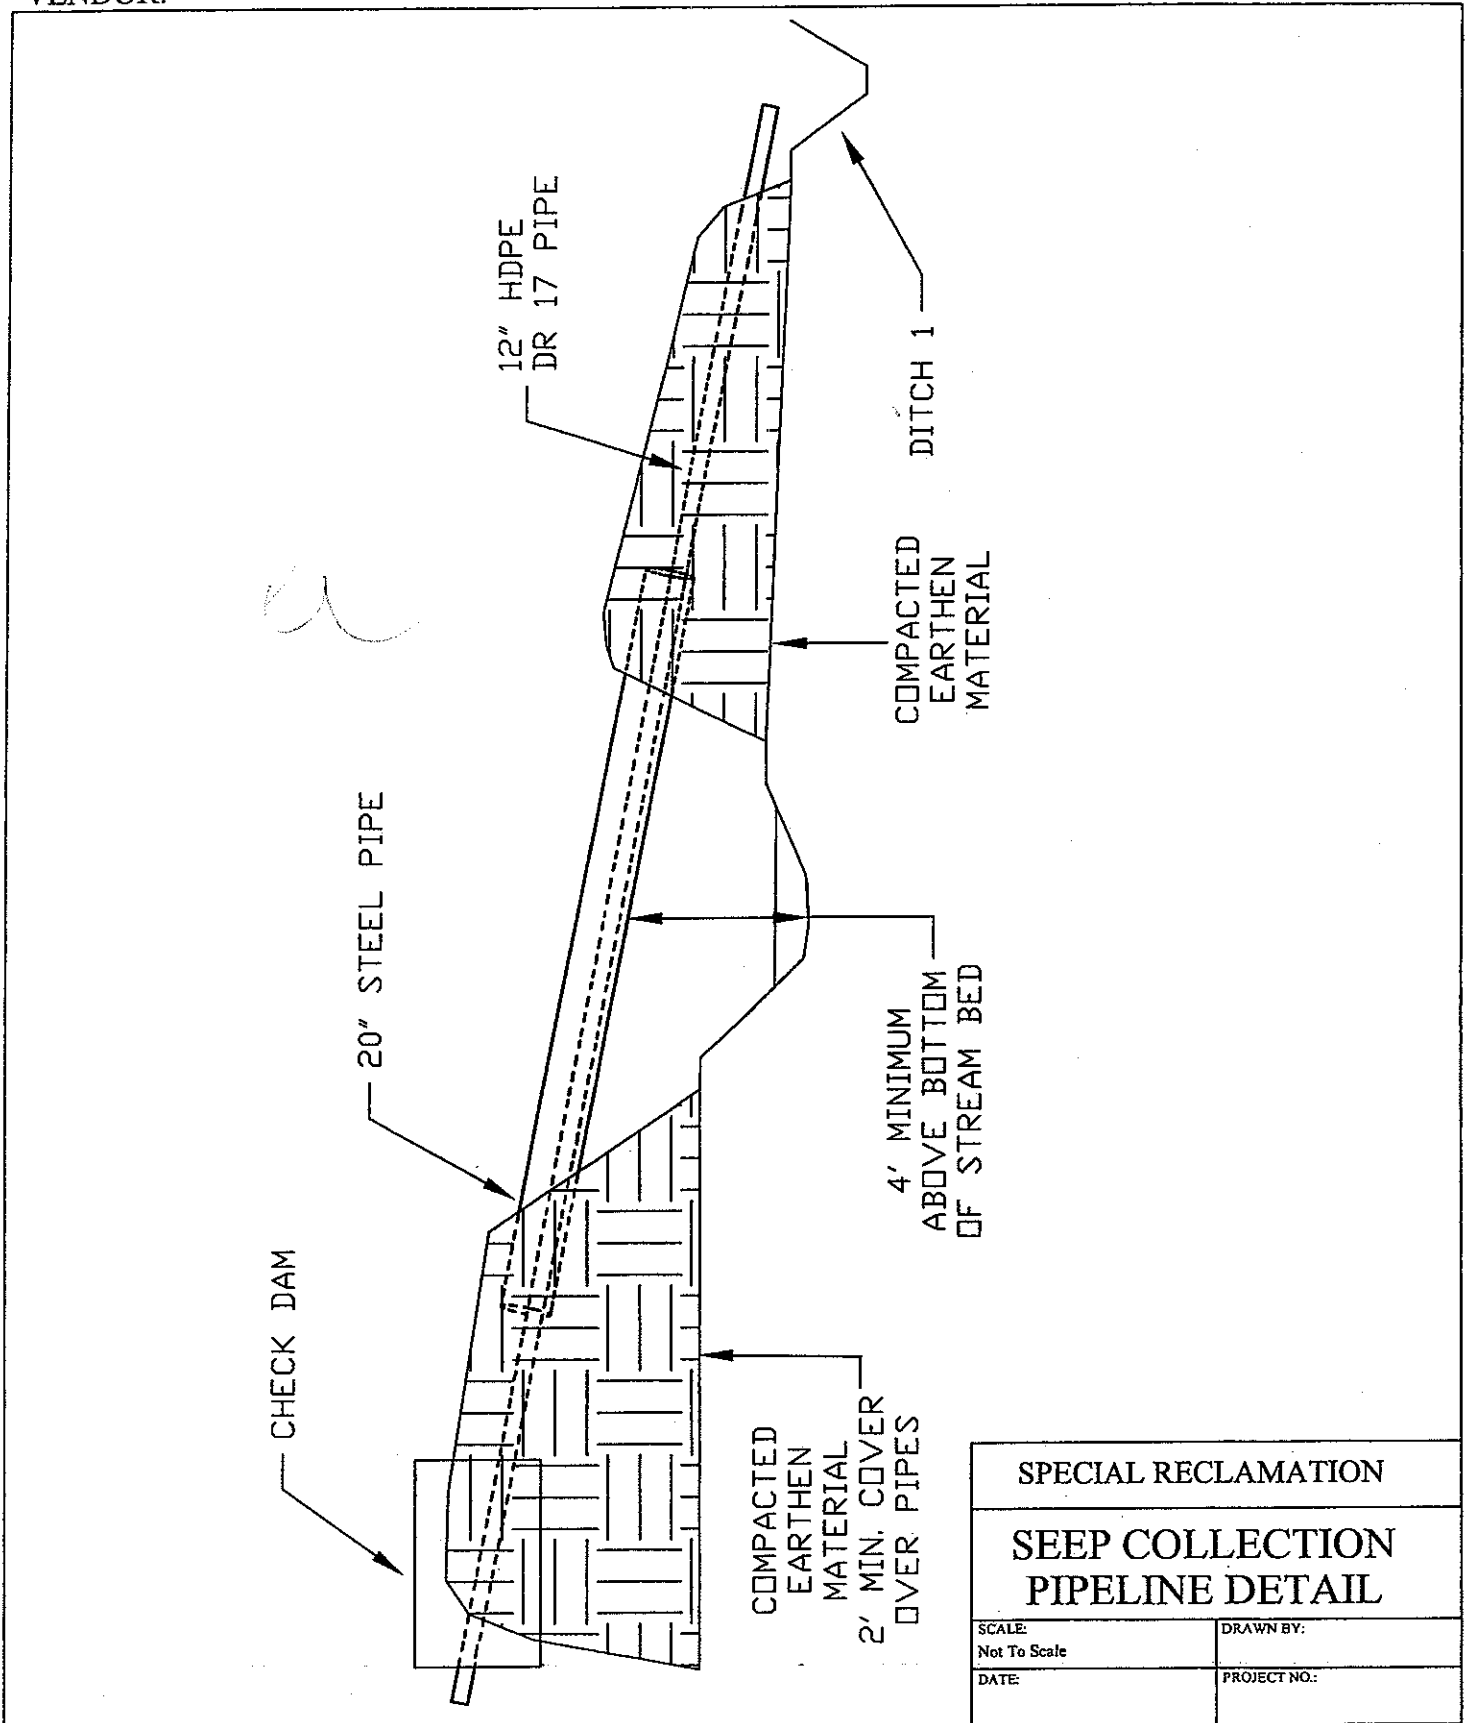 12" HDPE
DR 17 PIPE
DITCH 1
20" STEEL PIPE
COMPACTED
EARTHEN
MATERIAL
CHECK DAM
4' MINIMUM
ABOVE BOTTOM
OF STREAM BED
COMPACTED
EARTHEN
MATERIAL
2' MIN. COVER
OVER PIPES
SPECIAL RECLAMATION
SEEP COLLECTION
PIPELINE DETAIL
SCALE:
Not To Scale
DRAWN BY:
DATE:
PROJECT NO.: